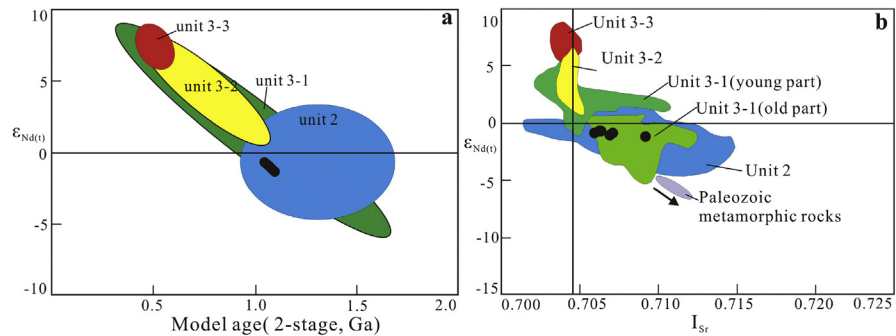 a
10
5
0
-5
-10
εNd(t)
unit 3-3
unit 3-2
unit 3-1
unit 2
0.5
1.0
1.5
2.0
Model age( 2-stage, Ga)
b
10
5
0
-5
-10
-15
εNd(t)
Unit 3-3
Unit 3-2
Unit 3-1(young part)
Unit 3-1(old part)
Unit 2
Paleozoic
metamorphic rocks
0.700
0.705
0.710
0.715
0.720
0.725
ISr